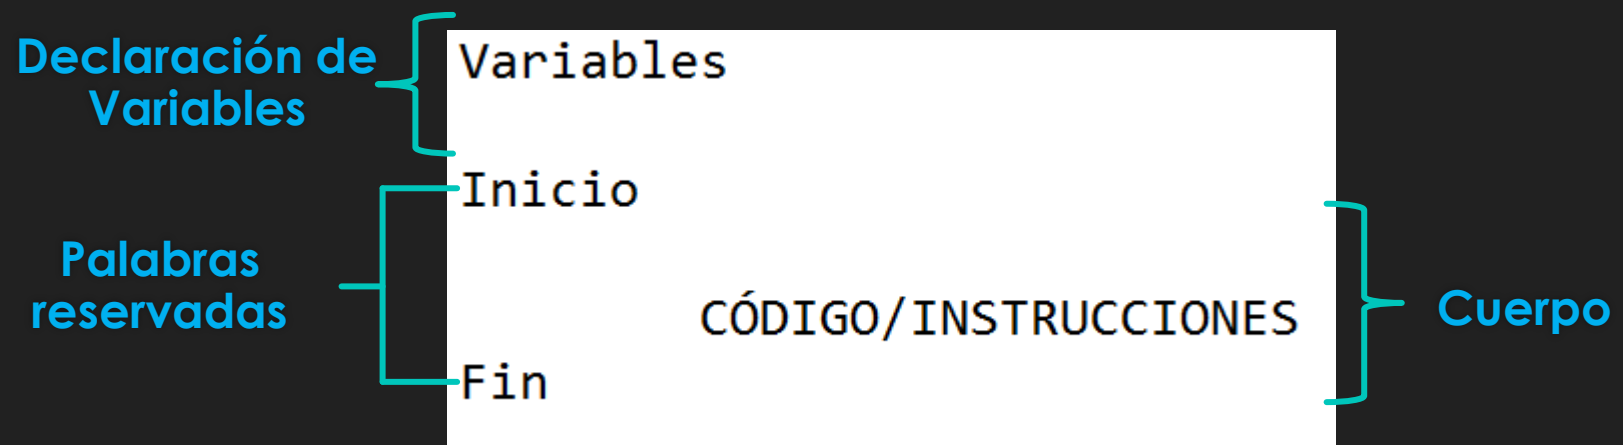 Declaración de
Variables
Variables
Inicio
Palabras
reservadas
CÓDIGO/INSTRUCCIONES
Cuerpo
Fin